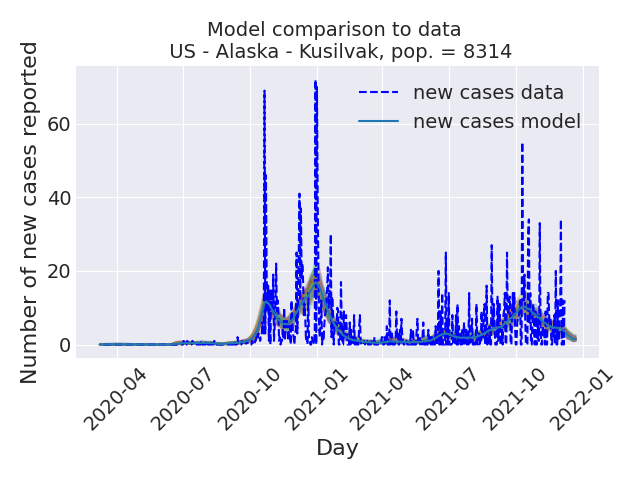 Model comparison to data
US - Alaska - Kusilvak, pop. = 8314
new cases data
new cases model
Number of new cases reported
60
40
20
0
2020-04
2020-07
2020-10
2021-01
2021-04
2021-07
2021-10
2022-01
Day